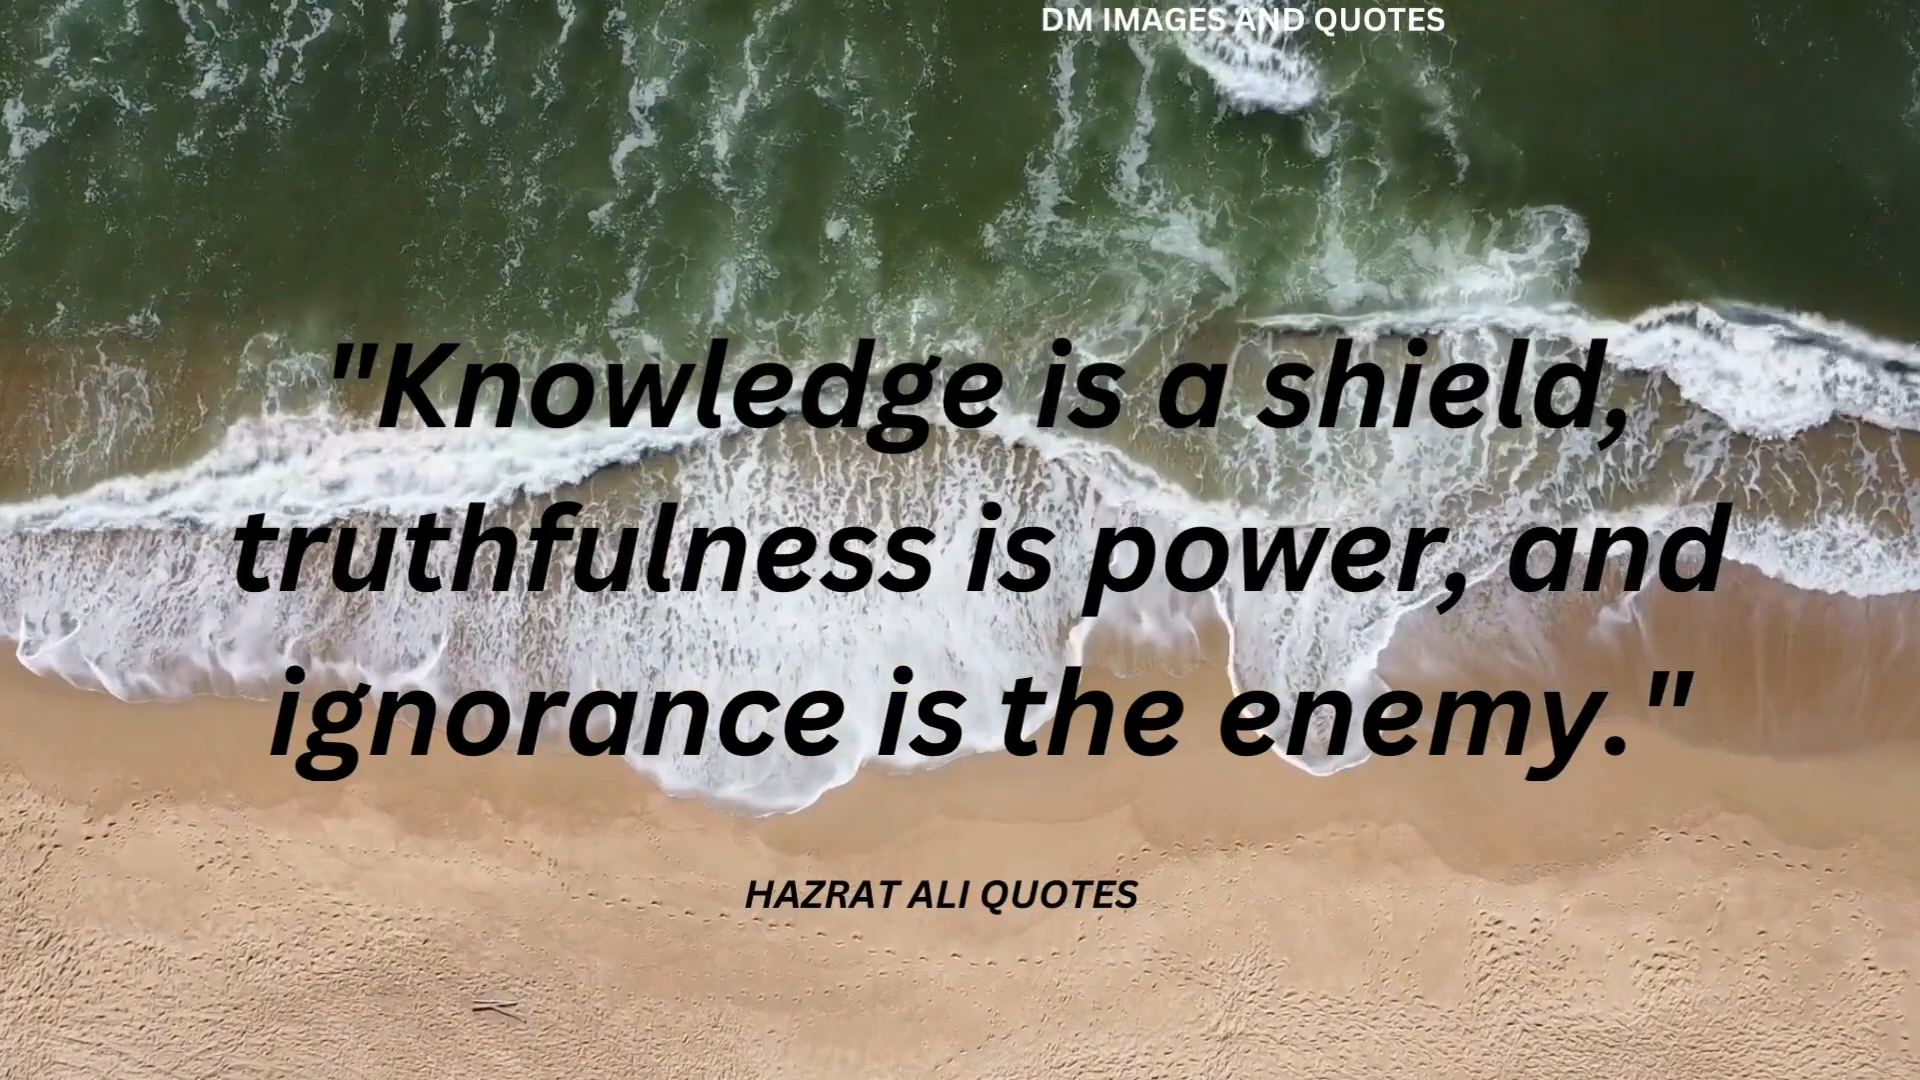 DM IMAGES AND QUOTES
"Knowledge is a shield,
truthfulness is power, and
ignorance is the enemy."
HAZRAT ALI QUOTES